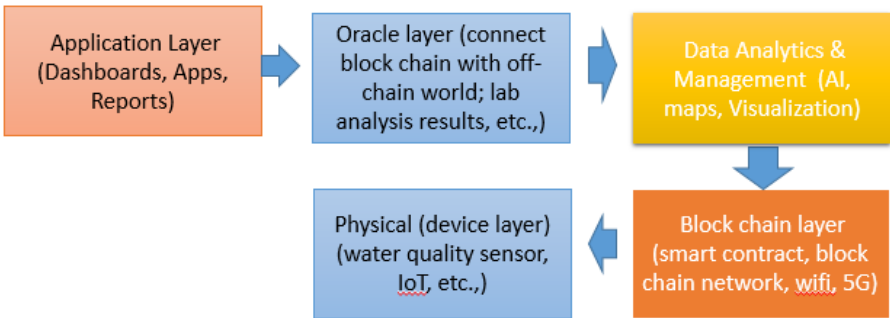 Application Layer
(Dashboards, Apps,
Reports)
Oracle layer (connect
block chain with off-
chain world; lab
analysis results, etc.,)
Data Analytics &
Management  (AI,
maps, Visualization)
Physical (device layer)
(water quality sensor,
IoT, etc.,)
Block chain layer
(smart contract, block
chain network, wifi, 5G)